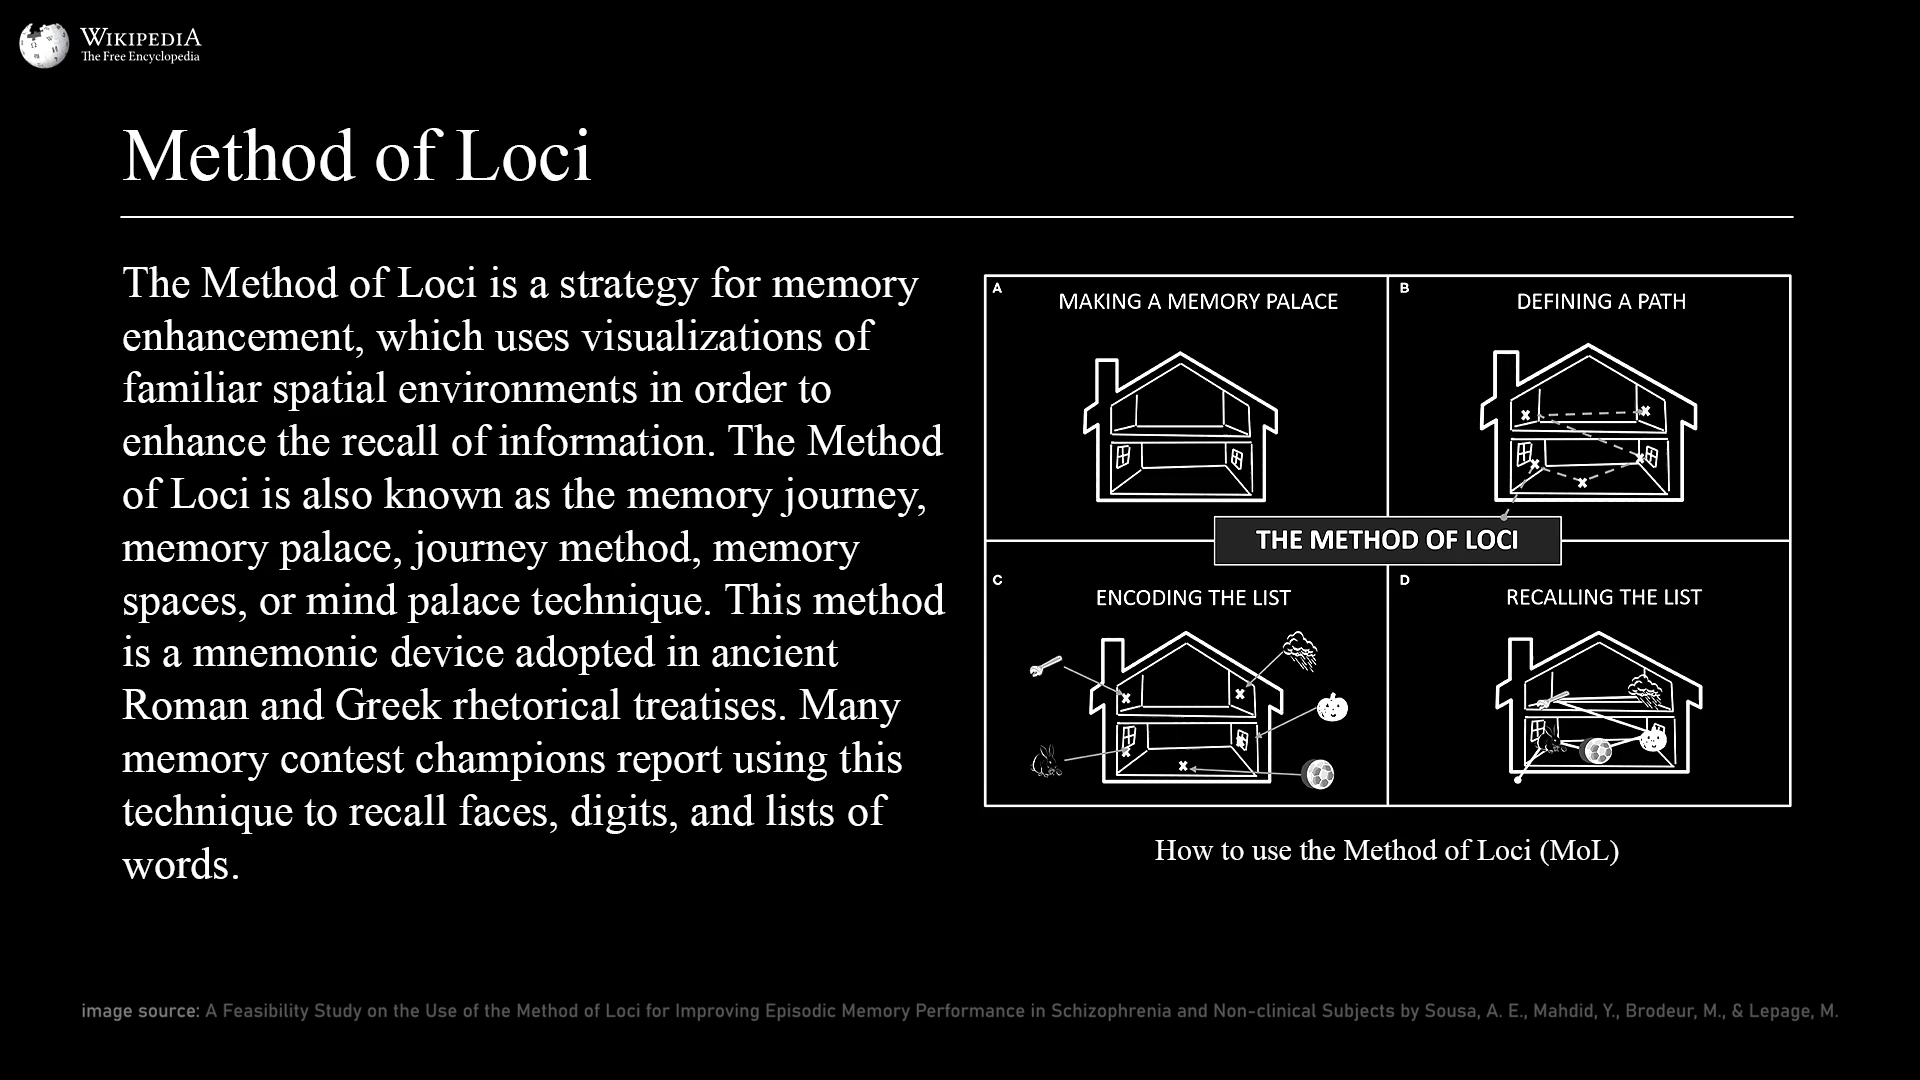 WIKIPEDIA
The Free Encyclopedia
Method of Loci
The Method of Loci is a strategy for memory
enhancement, which uses visualizations of
familiar spatial environments in order to
enhance the recall of information. The Method
of Loci is also known as the memory journey,
memory palace, journey method, memory
spaces, or mind palace technique. This method
is a mnemonic device adopted in ancient
Roman and Greek rhetorical treatises. Many
memory contest champions report using this
technique to recall faces, digits, and lists of
words.
A
MAKING A MEMORY PALACE
B
DEFINING A PATH
THE METHOD OF LOCI
C
ENCODING THE LIST
D
RECALLING THE LIST
How to use the Method of Loci (MoL)
image source: A Feasibility Study on the Use of the Method of Loci for Improving Episodic Memory Performance in Schizophrenia and Non-clinical Subjects by Sousa, A. E., Mahdid, Y., Brodeur, M., & Lepage, M.